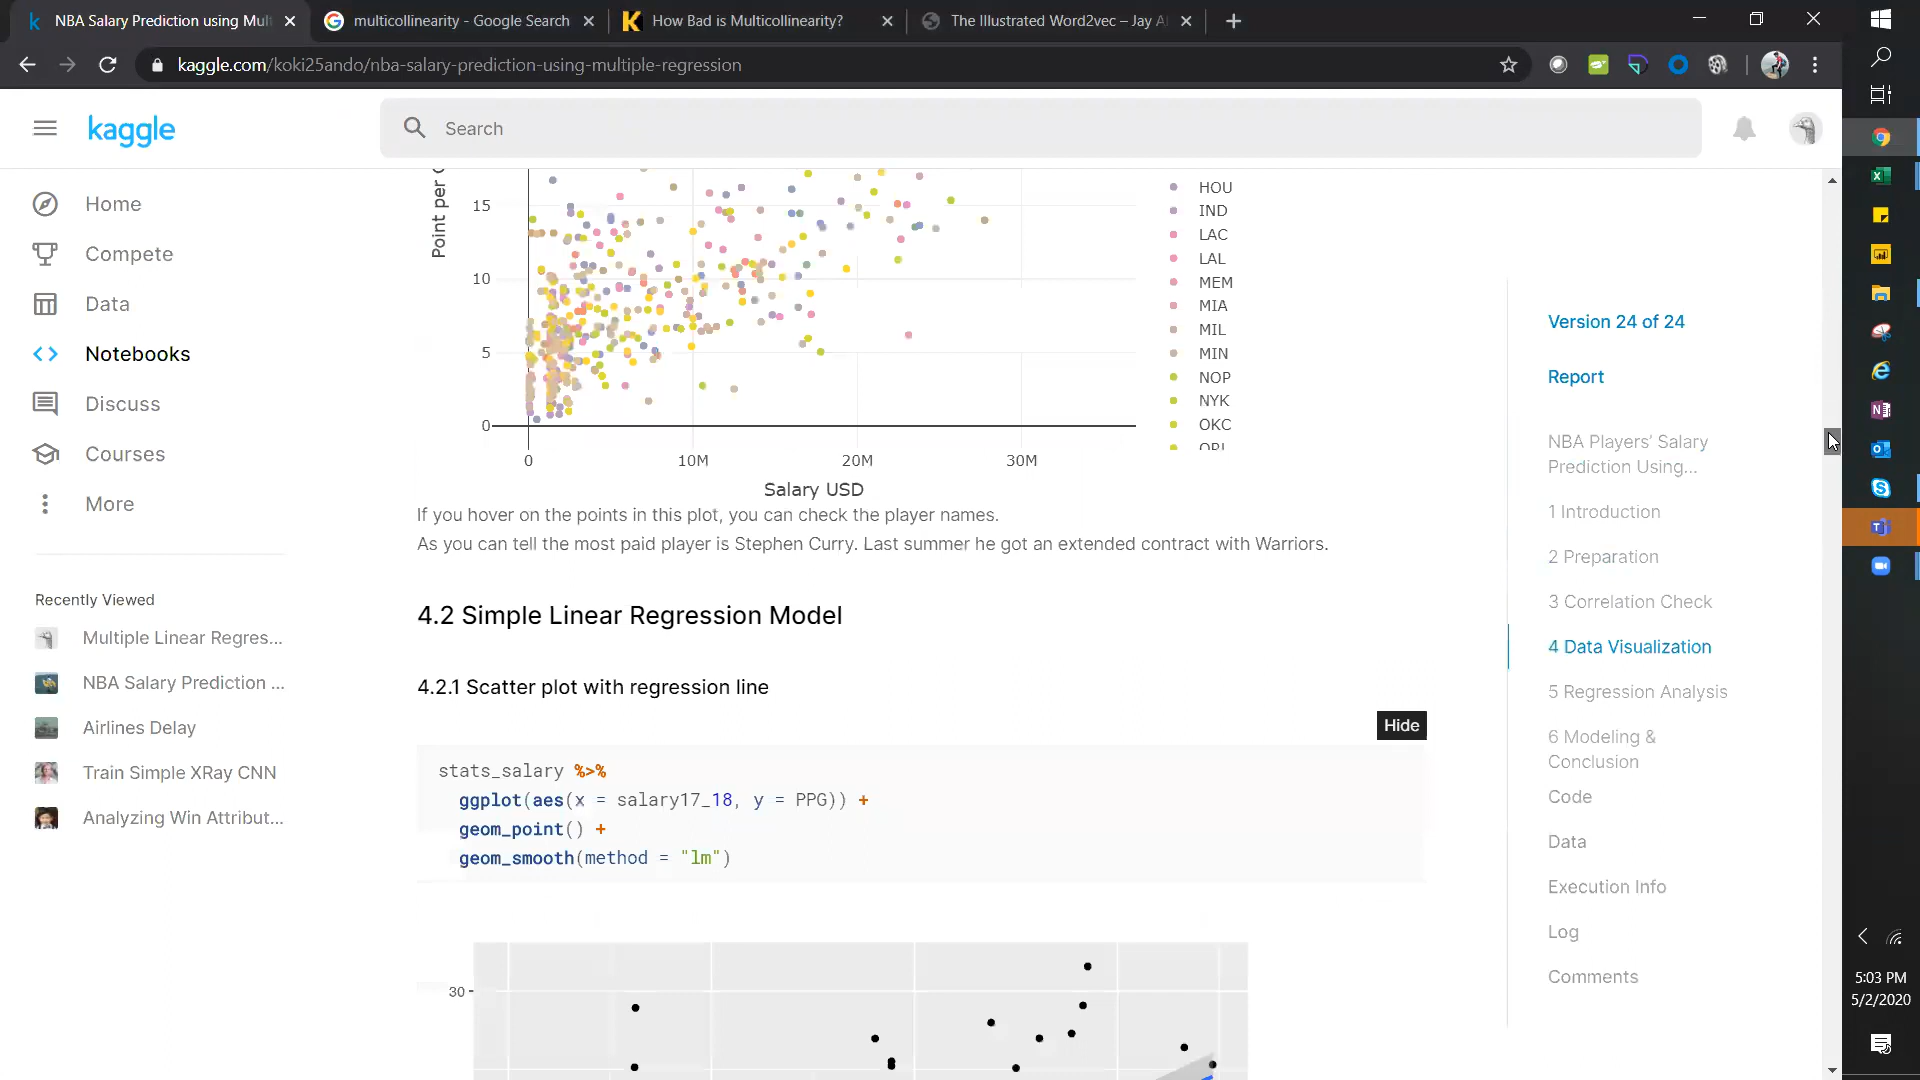 NBA Salary Prediction using Mul
multicollinearity - Google Search
How Bad is Multicollinearity?
The Illustrated Word2vec – Jay Al
kaggle.com/koki25ando/nba-salary-prediction-using-multiple-regression
kaggle
Search
Home
Compete
Data
Notebooks
Discuss
Courses
More
Recently Viewed
Multiple Linear Regres...
NBA Salary Prediction ...
Airlines Delay
Train Simple XRay CNN
Analyzing Win Attribut...
Point per
15
10
5
0
0
10M
20M
30M
Salary USD
HOU
IND
LAC
LAL
MEM
MIA
MIL
MIN
NOP
NYK
OKC
ORL
If you hover on the points in this plot, you can check the player names.
As you can tell the most paid player is Stephen Curry. Last summer he got an extended contract with Warriors.
4.2 Simple Linear Regression Model
4.2.1 Scatter plot with regression line
Hide
stats_salary %>%
ggplot(aes(x = salary17_18, y = PPG)) +
geom_point() +
geom_smooth(method = "lm")
30
Version 24 of 24
Report
NBA Players' Salary
Prediction Using...
1 Introduction
2 Preparation
3 Correlation Check
4 Data Visualization
5 Regression Analysis
6 Modeling &
Conclusion
Code
Data
Execution Info
Log
Comments
5:03 PM
5/2/2020